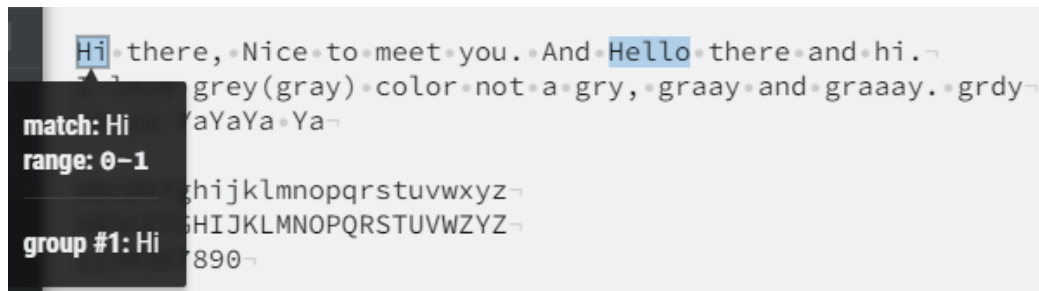 Hi there, Nice to meet you. And Hello there and hi.
grey(gray) color not a gry, graay and graaay. grdy
YaYaYa Ya
ghijklmnopqrstuvwxyz
GHIJKLMNOPQRSTUVWZYZ
7890
match: Hi
range: 0-1
group #1: Hi